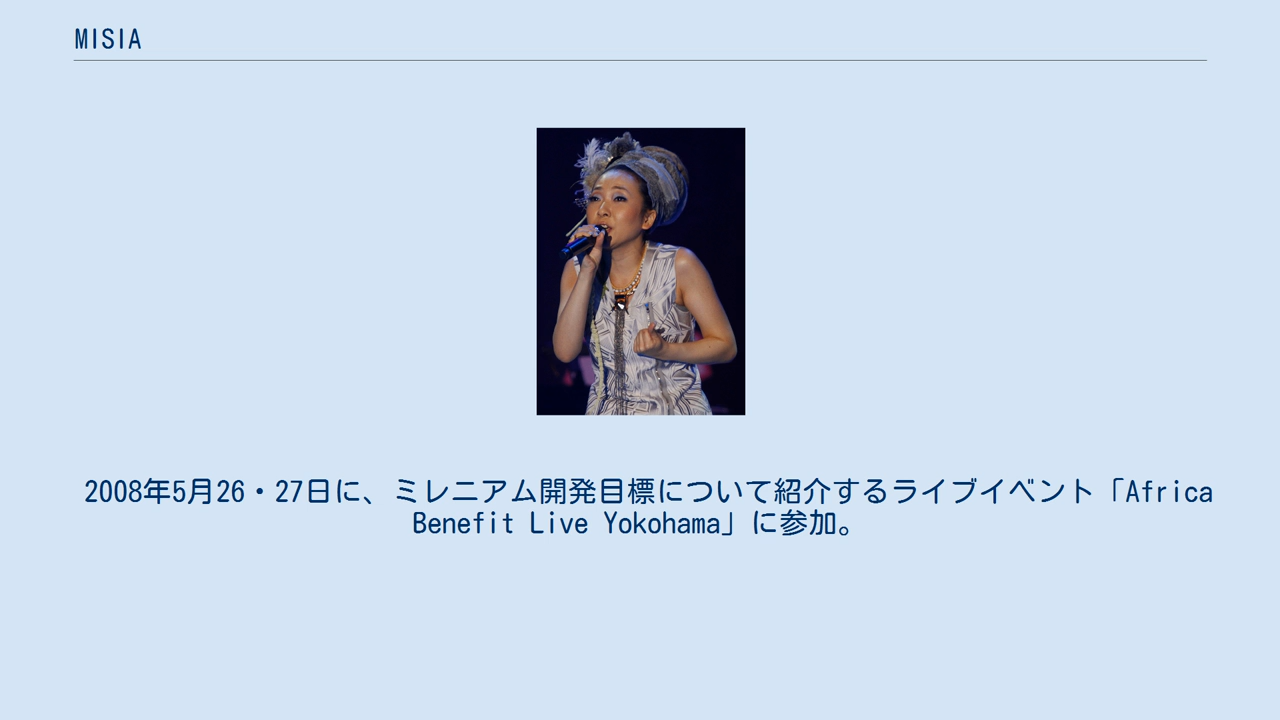 MISIA
2008年5月26・27日に、ミレニアム開発目標について紹介するライブイベント「Africa
Benefit Live Yokohama」に参加。